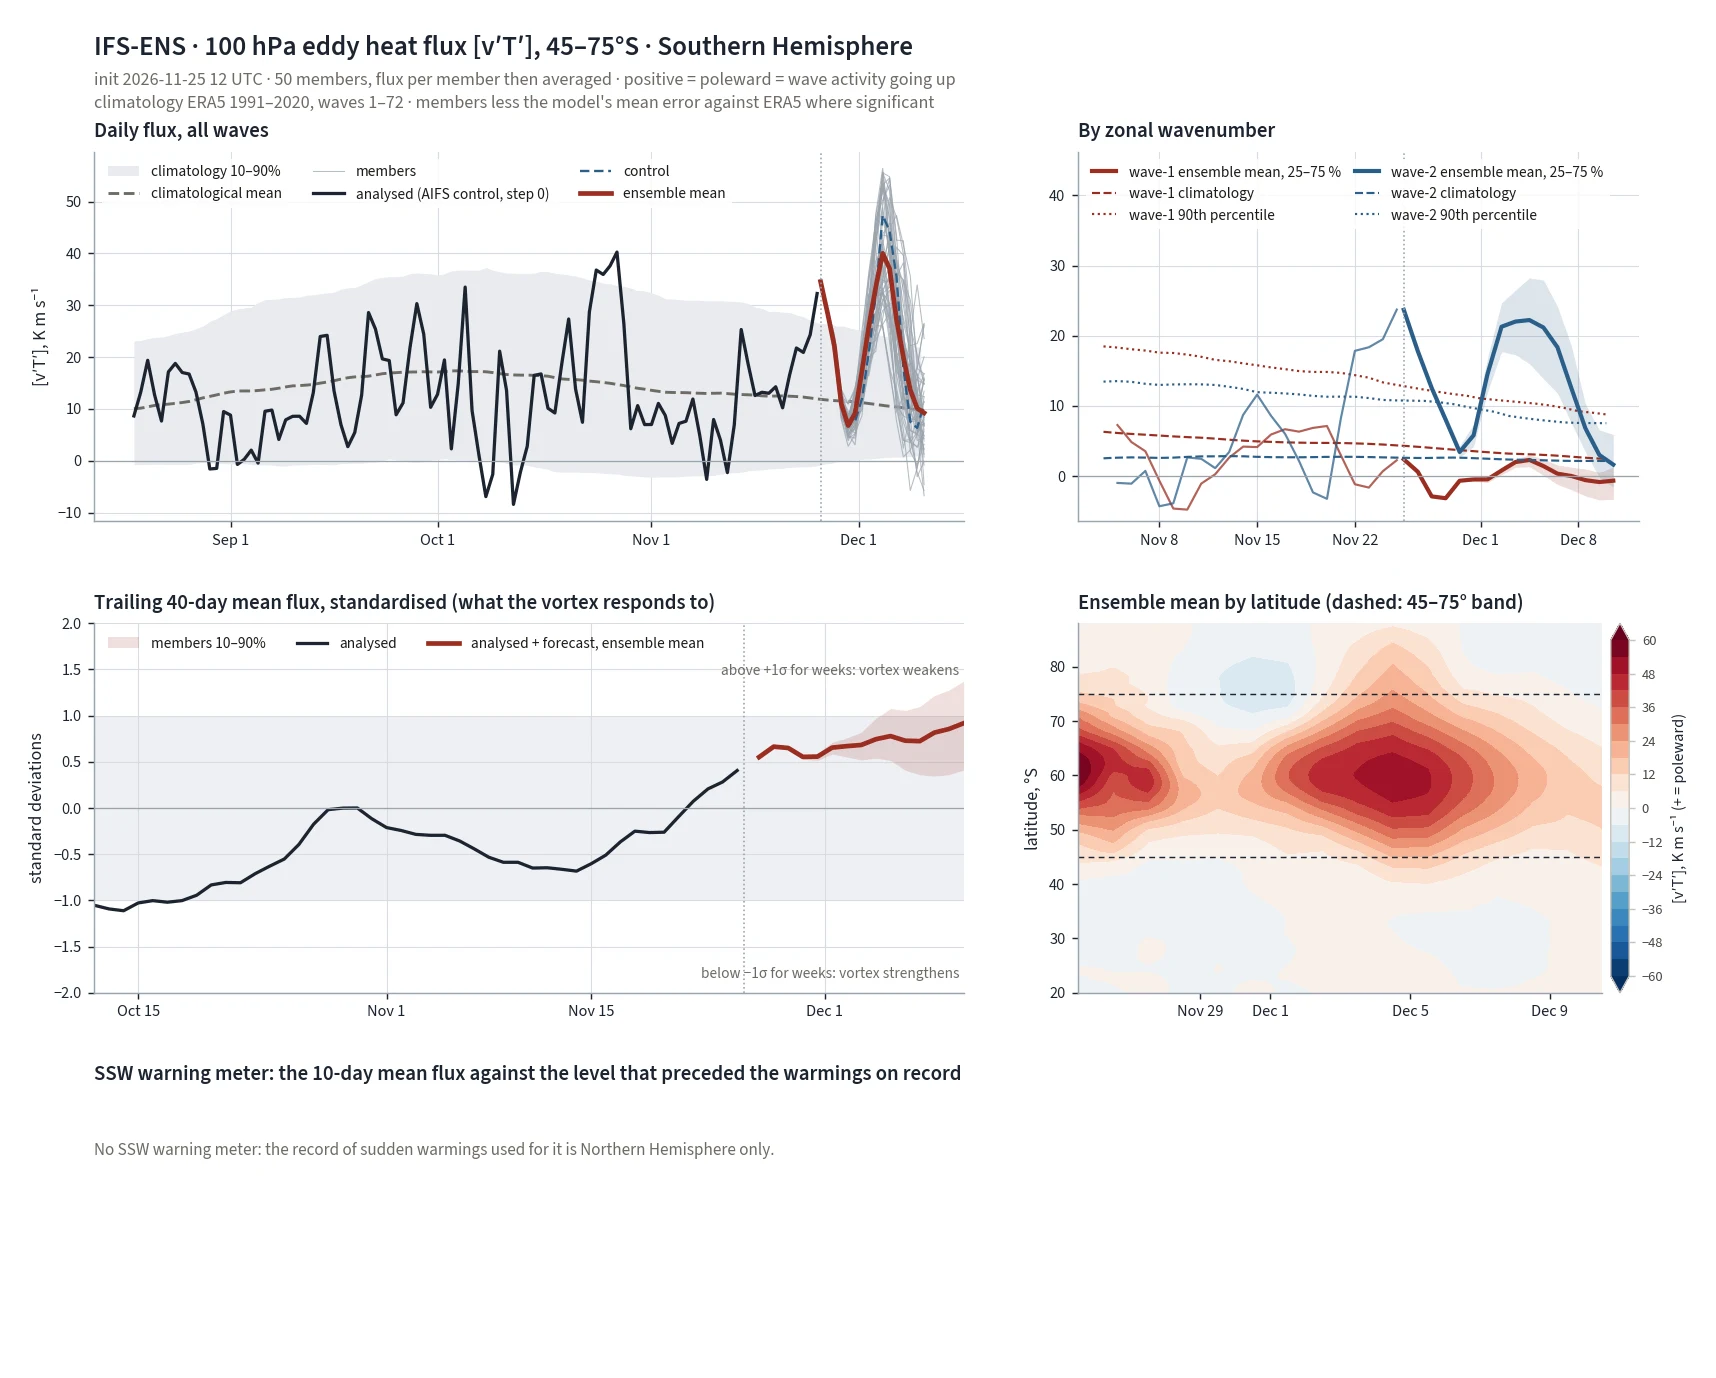 IFS-ENS · 100 hPa eddy heat flux [v′T′], 45–75°S · Southern Hemisphere
init 2026-11-25 12 UTC · 50 members, flux per member then averaged · positive = poleward = wave activity going up
climatology ERA5 1991–2020, waves 1–72 · members less the model's mean error against ERA5 where significant
Daily flux, all waves
climatology 10–90%
members
control
climatological mean
analysed (AIFS control, step 0)
ensemble mean
[v′T′], K m s⁻¹
50
40
30
20
10
0
−10
Sep 1
Oct 1
Nov 1
Dec 1
By zonal wavenumber
wave-1 ensemble mean, 25–75 %
wave-2 ensemble mean, 25–75 %
wave-1 climatology
wave-2 climatology
wave-1 90th percentile
wave-2 90th percentile
40
30
20
10
0
Nov 8
Nov 15
Nov 22
Dec 1
Dec 8
Trailing 40-day mean flux, standardised (what the vortex responds to)
members 10–90%
analysed
analysed + forecast, ensemble mean
above +1σ for weeks: vortex weakens
below −1σ for weeks: vortex strengthens
standard deviations
2.0
1.5
1.0
0.5
0.0
−0.5
−1.0
−1.5
−2.0
Oct 15
Nov 1
Nov 15
Dec 1
Ensemble mean by latitude (dashed: 45–75° band)
latitude, °S
80
70
60
50
40
30
20
Nov 29
Dec 1
Dec 5
Dec 9
60
48
36
24
12
0
−12
−24
−36
−48
−60
[v′T′], K m s⁻¹ (+ = poleward)
SSW warning meter: the 10-day mean flux against the level that preceded the warmings on record
No SSW warning meter: the record of sudden warmings used for it is Northern Hemisphere only.